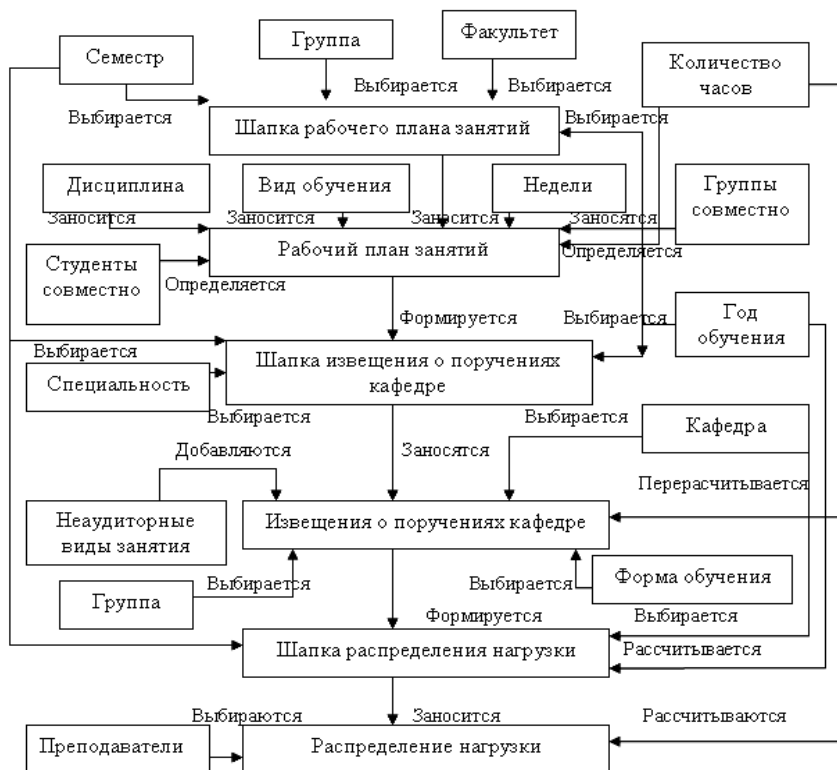 Группа
Факультет
Семестр
Количество
часов
Выбирается
Выбирается
Выбирается
Выбирается
Шапка рабочего плана занятий
Дисциплина
Вид обучения
Недели
Группы
совместно
Заносится
Заносится
Заносится
Заносятся
Рабочий план занятий
Студенты
совместно
Определяется
Определяется
Формируется
Выбирается
Год
обучения
Выбирается
Шапка извещения о поручениях
кафедре
Специальность
Выбирается
Выбирается
Кафедра
Добавляются
Заносятся
Перерасчитывается
Неаудиторные
виды занятия
Извещения о поручениях кафедре
Выбирается
Выбирается
Форма обучения
Группа
Формируется
Выбирается
Шапка распределения нагрузки
Рассчитывается
Выбираются
Заносится
Рассчитываются
Преподаватели
Распределение нагрузки